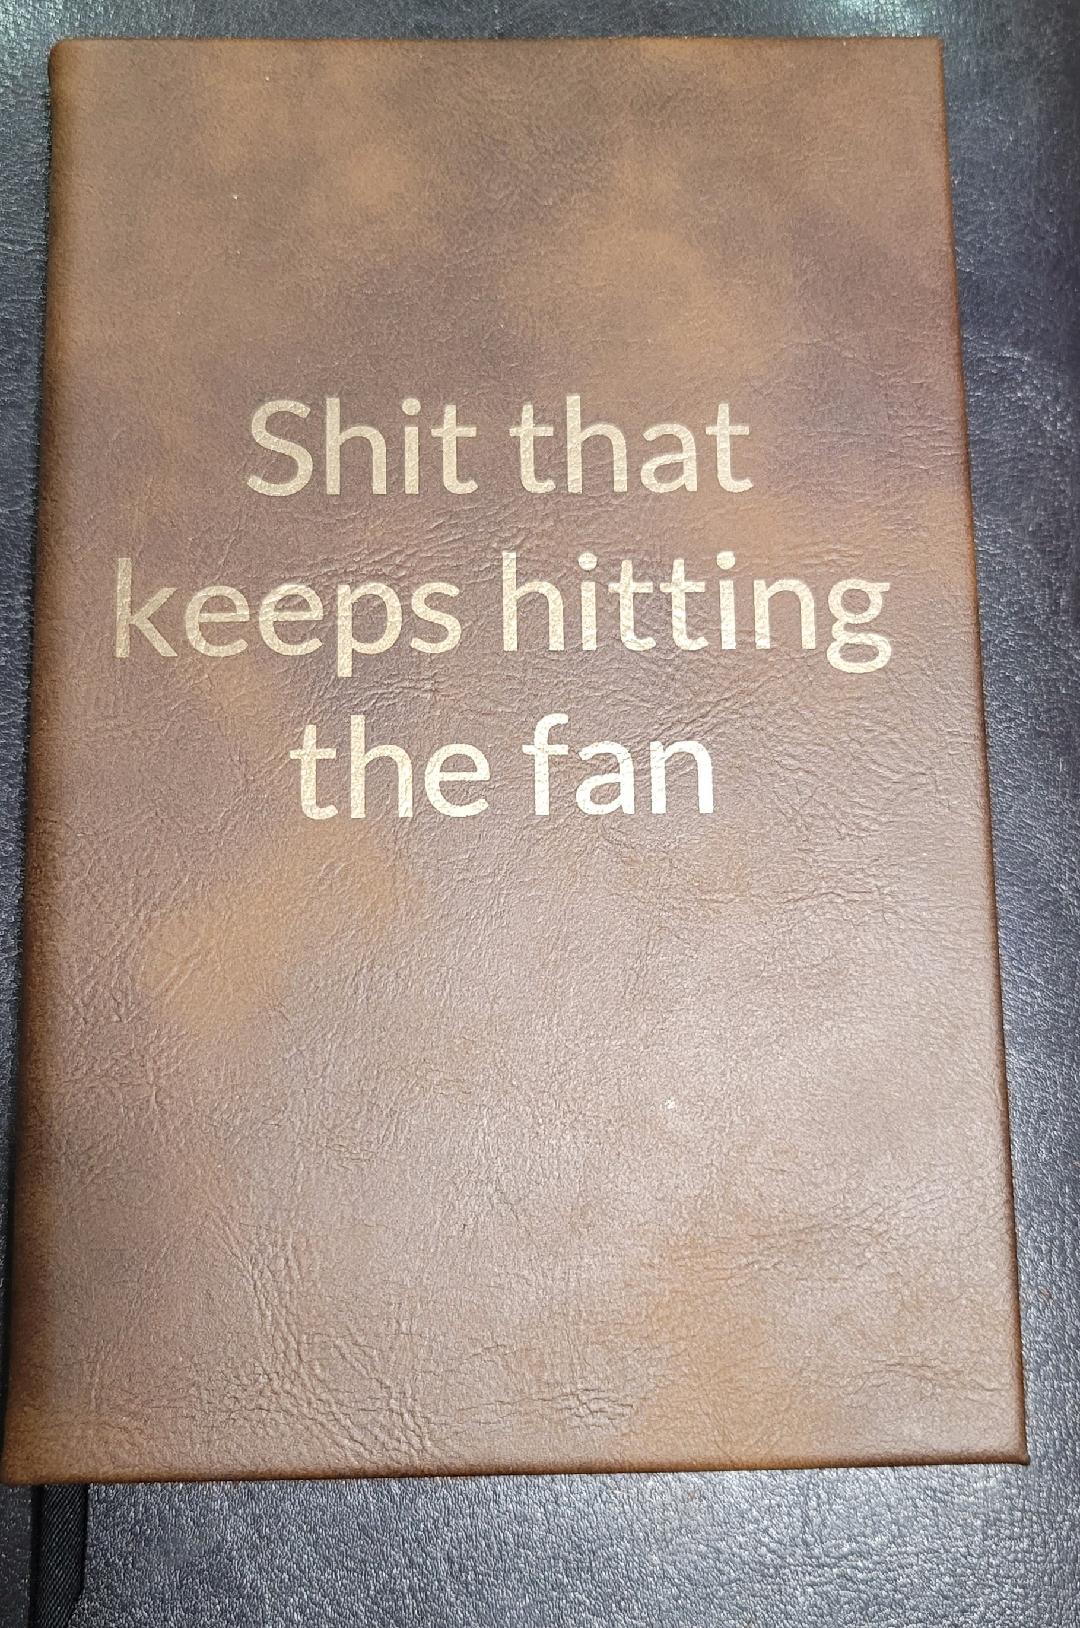 Shit that
keeps hitting
the fan